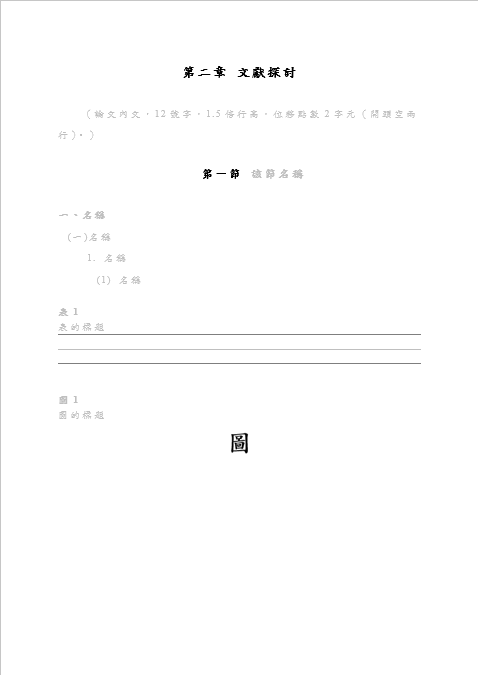 第二章 文獻探討
（論文內文，12 號字，1.5 倍行高，位移點數 2 字元（開頭空兩
行）。）
第一節 該節名稱
一、名稱
(一)名稱
1. 名稱
(1) 名稱
表 1
表的標題
圖 1
圖的標題
圖